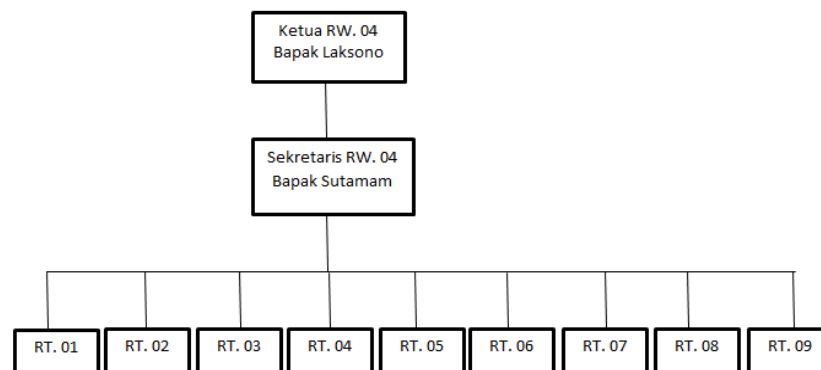 Ketua RW. 04
Bapak Laksono
Sekretaris RW. 04
Bapak Sutamam
RT. 01
RT. 02
RT. 03
RT. 04
RT. 05
RT. 06
RT. 07
RT. 08
RT. 09